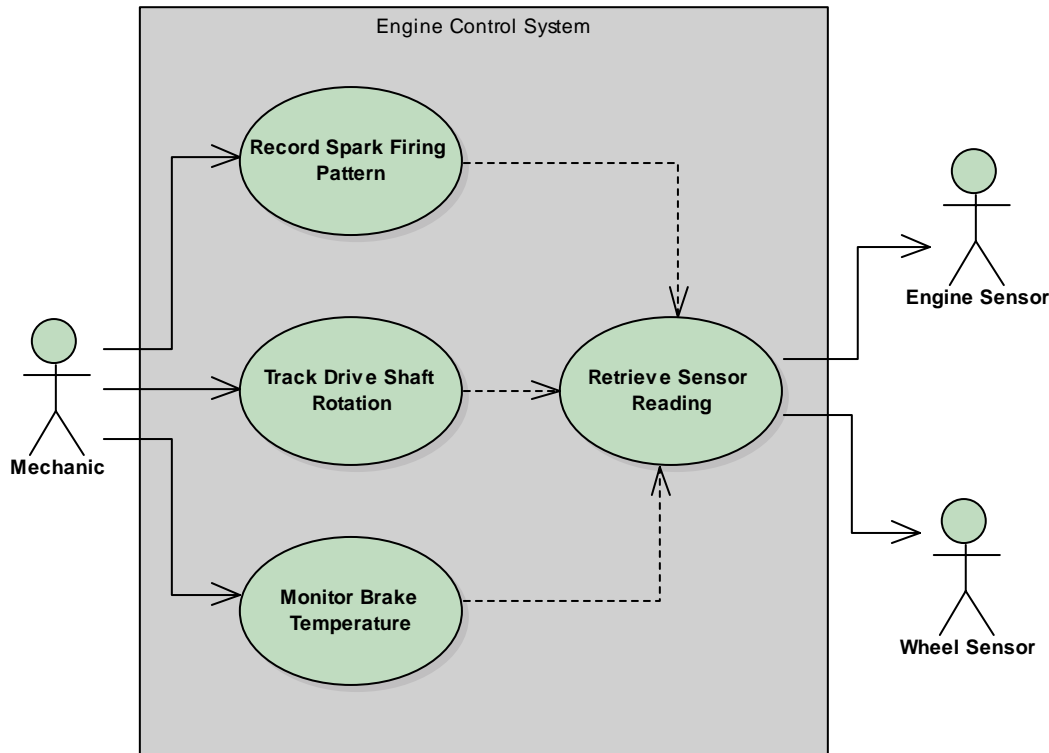 Engine Control System
Record Spark Firing
Pattern
Engine Sensor
Track Drive Shaft
Rotation
Retrieve Sensor
Reading
Mechanic
Monitor Brake
Temperature
Wheel Sensor